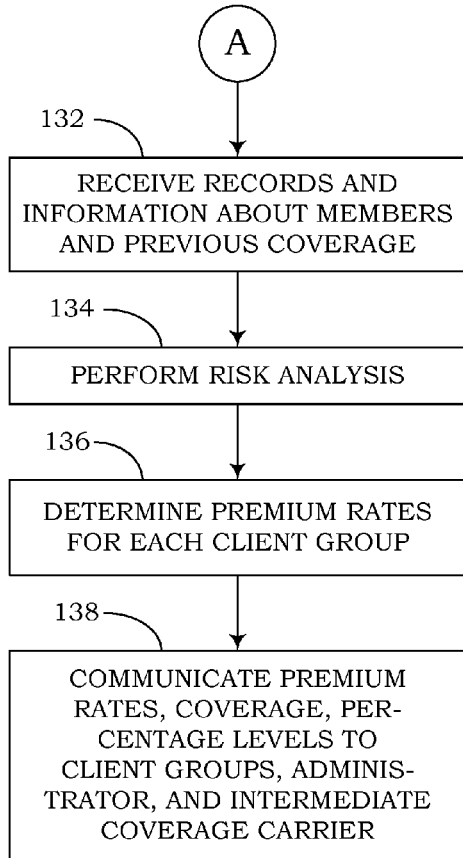 A
132
RECEIVE RECORDS AND
INFORMATION ABOUT MEMBERS
AND PREVIOUS COVERAGE
134
PERFORM RISK ANALYSIS
136
DETERMINE PREMIUM RATES
FOR EACH CLIENT GROUP
138
COMMUNICATE PREMIUM
RATES, COVERAGE, PER-
CENTAGE LEVELS TO
CLIENT GROUPS, ADMINIS-
TRATOR, AND INTERMEDIATE
COVERAGE CARRIER